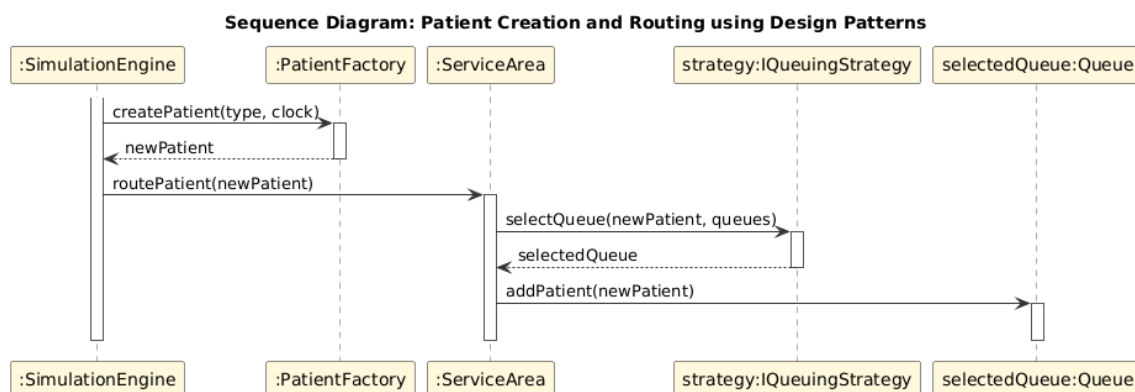 Sequence Diagram: Patient Creation and Routing using Design Patterns
:SimulationEngine
:PatientFactory
:ServiceArea
strategy:IQueuingStrategy
selectedQueue:Queue
createPatient(type, clock)
newPatient
routePatient(newPatient)
selectQueue(newPatient, queues)
selectedQueue
addPatient(newPatient)
:SimulationEngine
:PatientFactory
:ServiceArea
strategy:IQueuingStrategy
selectedQueue:Queue